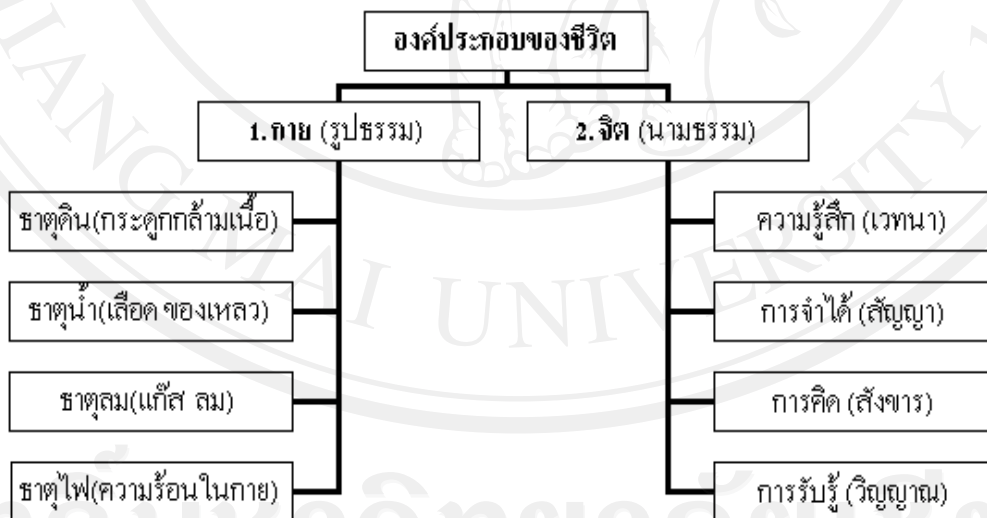 องค์ประกอบของชีวิต
1. กาย (รูปธรรม)
2. จิต (นามธรรม)
ธาตุดิน(กระดูกกล้ามเนื้อ)
ความรู้สึก (เวทนา)
ธาตุน้ำ(เลือด ของเหลว)
การจำได้ (สัญญา)
ธาตุลม(แก๊ส ลม)
การคิด (สังขาร)
ธาตุไฟ(ความร้อนในกาย)
การรับรู้ (วิญญาณ)
MAI UNIVERSITY